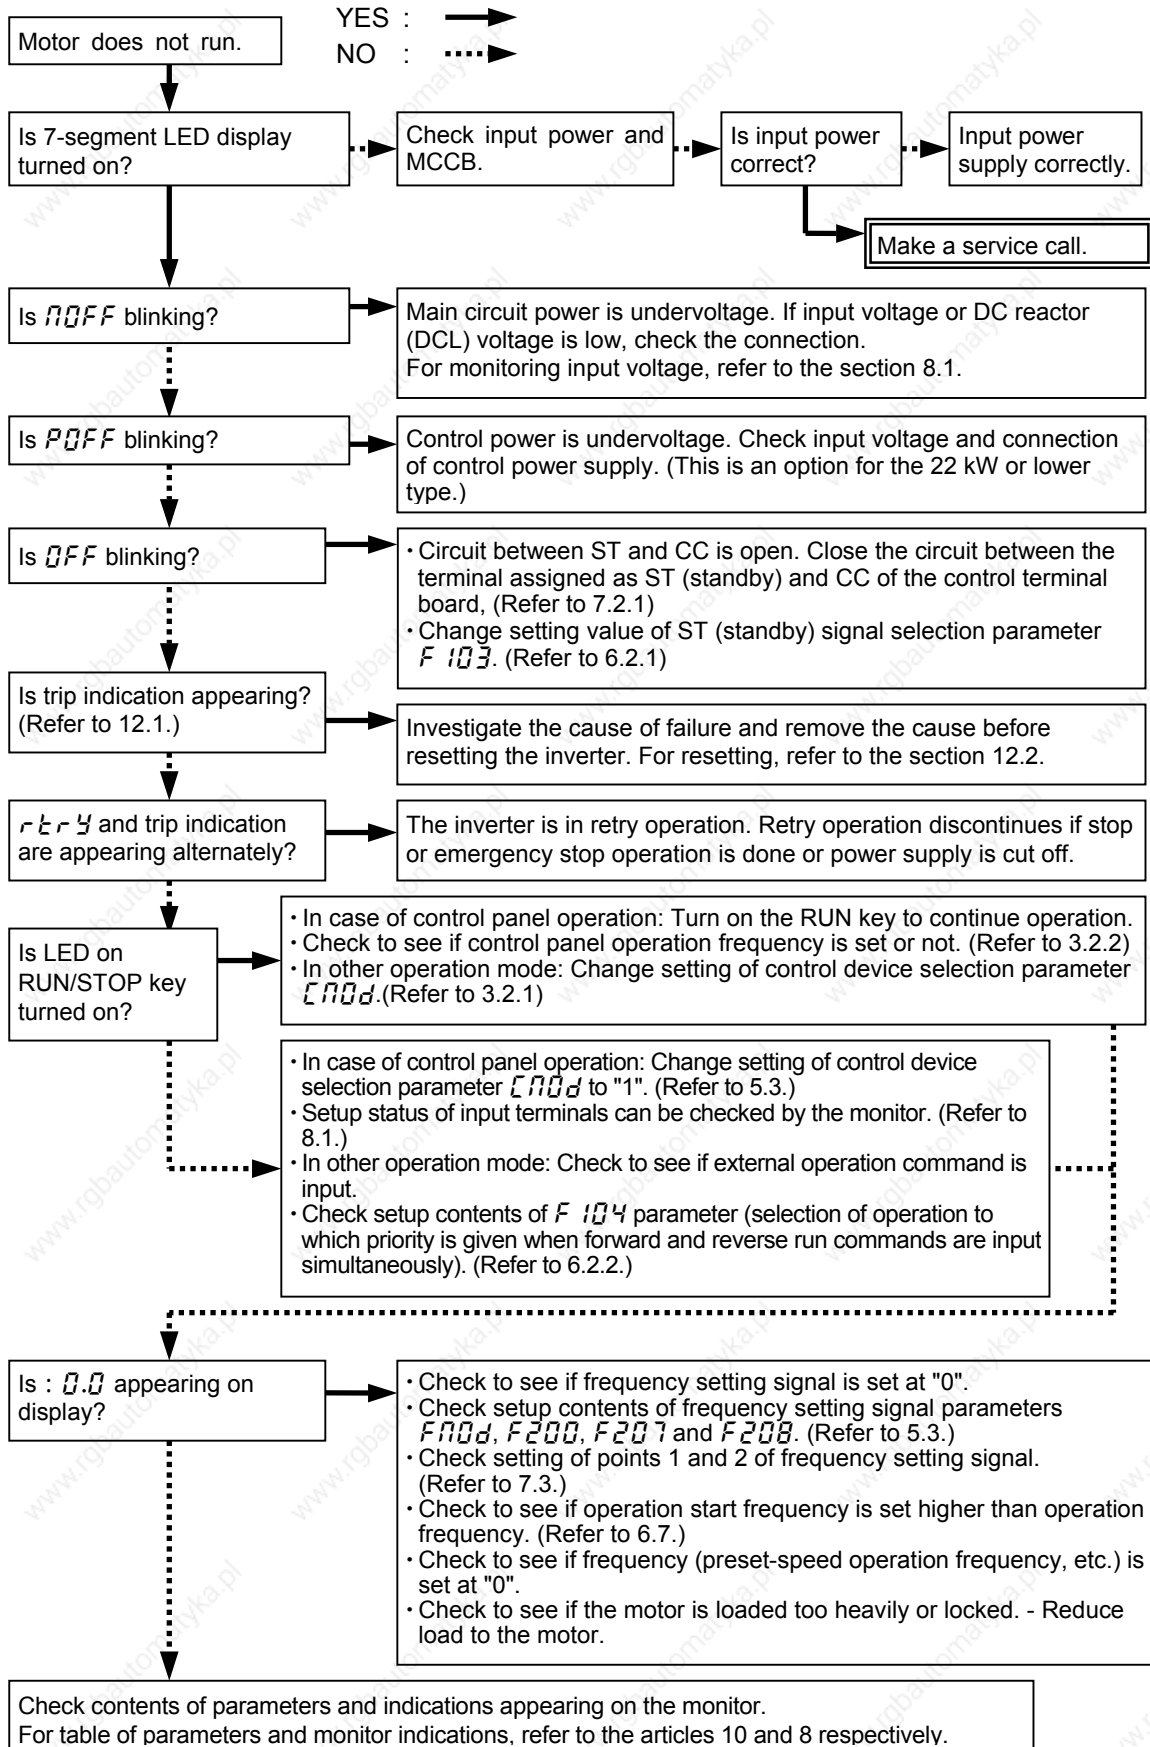 YES :
NO :
Motor does not run.
Is 7-segment LED display
turned on?
Check input power and
MCCB.
Is input power
correct?
Input power
supply correctly.
Make a service call.
Is MOFF blinking?
Main circuit power is undervoltage. If input voltage or DC reactor
(DCL) voltage is low, check the connection.
For monitoring input voltage, refer to the section 8.1.
Is POFF blinking?
Control power is undervoltage. Check input voltage and connection
of control power supply. (This is an option for the 22 kW or lower
type.)
Is OFF blinking?
・Circuit between ST and CC is open. Close the circuit between the
terminal assigned as ST (standby) and CC of the control terminal
board, (Refer to 7.2.1)
・Change setting value of ST (standby) signal selection parameter
F103. (Refer to 6.2.1)
Is trip indication appearing?
(Refer to 12.1.)
Investigate the cause of failure and remove the cause before
resetting the inverter. For resetting, refer to the section 12.2.
rtry and trip indication
are appearing alternately?
The inverter is in retry operation. Retry operation discontinues if stop
or emergency stop operation is done or power supply is cut off.
Is LED on
RUN/STOP key
turned on?
・In case of control panel operation: Turn on the RUN key to continue operation.
・Check to see if control panel operation frequency is set or not. (Refer to 3.2.2)
・In other operation mode: Change setting of control device selection parameter
CMOd.(Refer to 3.2.1)
・In case of control panel operation: Change setting of control device
selection parameter CMOd to "1". (Refer to 5.3.)
・Setup status of input terminals can be checked by the monitor. (Refer to
8.1.)
・In other operation mode: Check to see if external operation command is
input.
・Check setup contents of F104 parameter (selection of operation to
which priority is given when forward and reverse run commands are input
simultaneously). (Refer to 6.2.2.)
Is : 0.0 appearing on
display?
・Check to see if frequency setting signal is set at "0".
・Check setup contents of frequency setting signal parameters
FMOd, F200, F207 and F208. (Refer to 5.3.)
・Check setting of points 1 and 2 of frequency setting signal.
(Refer to 7.3.)
・Check to see if operation start frequency is set higher than operation
frequency. (Refer to 6.7.)
・Check to see if frequency (preset-speed operation frequency, etc.) is
set at "0".
・Check to see if the motor is loaded too heavily or locked. - Reduce
load to the motor.
Check contents of parameters and indications appearing on the monitor.
For table of parameters and monitor indications, refer to the articles 10 and 8 respectively.
www.rgbautomatyka.pl